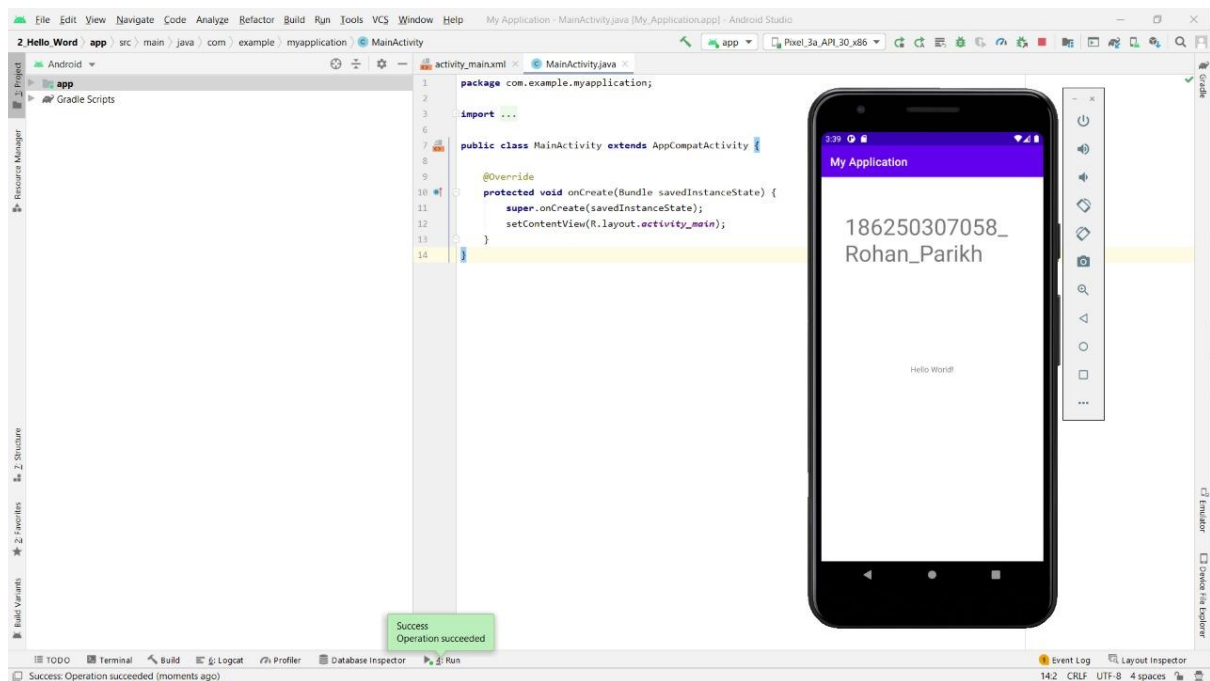 File Edit View Navigate Code Analyze Refactor Build Run Tools VCS Window Help My Application - MainActivity.java [My_Application.app] - Android Studio
2_Hello_Word app src main java com example myapplication MainActivity app Pixel_3a_API_30_x86
Android activity_main.xml MainActivity.java
app
Gradle Scripts
1: Project
Resource Manager
7: Structure
2: Favorites
Build Variants
1 package com.example.myapplication;
2
3 import ...
6
7 public class MainActivity extends AppCompatActivity {
8
9 @Override
10 protected void onCreate(Bundle savedInstanceState) {
11 super.onCreate(savedInstanceState);
12 setContentView(R.layout.activity_main);
13 }
14 }
3:39
My Application
186250307058_
Rohan_Parikh
Hello World!
Gradle
Emulator
Device File Explorer
Success
Operation succeeded
TODO Terminal Build 6: Logcat Profiler Database Inspector 4: Run 1 Event Log Layout Inspector
Success: Operation succeeded (moments ago) 14:2 CRLF UTF-8 4 spaces